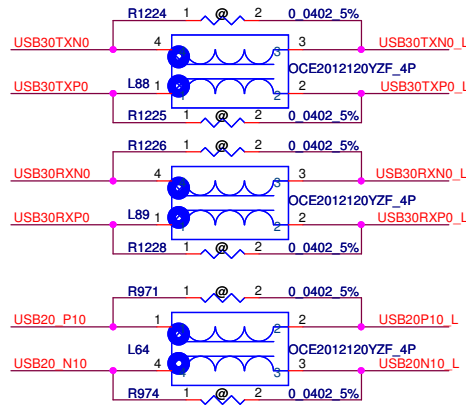 R1224 1 @ 2 0_0402_5%
USB30TXN0 4 3 3 USB30TXN0_L
L88 OCE2012120YZF_4P
USB30TXP0 1 1 2 2 USB30TXP0_L
R1225 1 @ 2 0_0402_5%
R1226 1 @ 2 0_0402_5%
USB30RXN0 4 3 3 USB30RXN0_L
L89 OCE2012120YZF_4P
USB30RXP0 1 2 2 USB30RXP0_L
R1228 1 @ 2 0_0402_5%
R971 1 @ 2 0_0402_5%
USB20_P10 1 2 2 USB20P10_L
L64 OCE2012120YZF_4P
USB20_N10 4 3 3 USB20N10_L
R974 1 @ 2 0_0402_5%